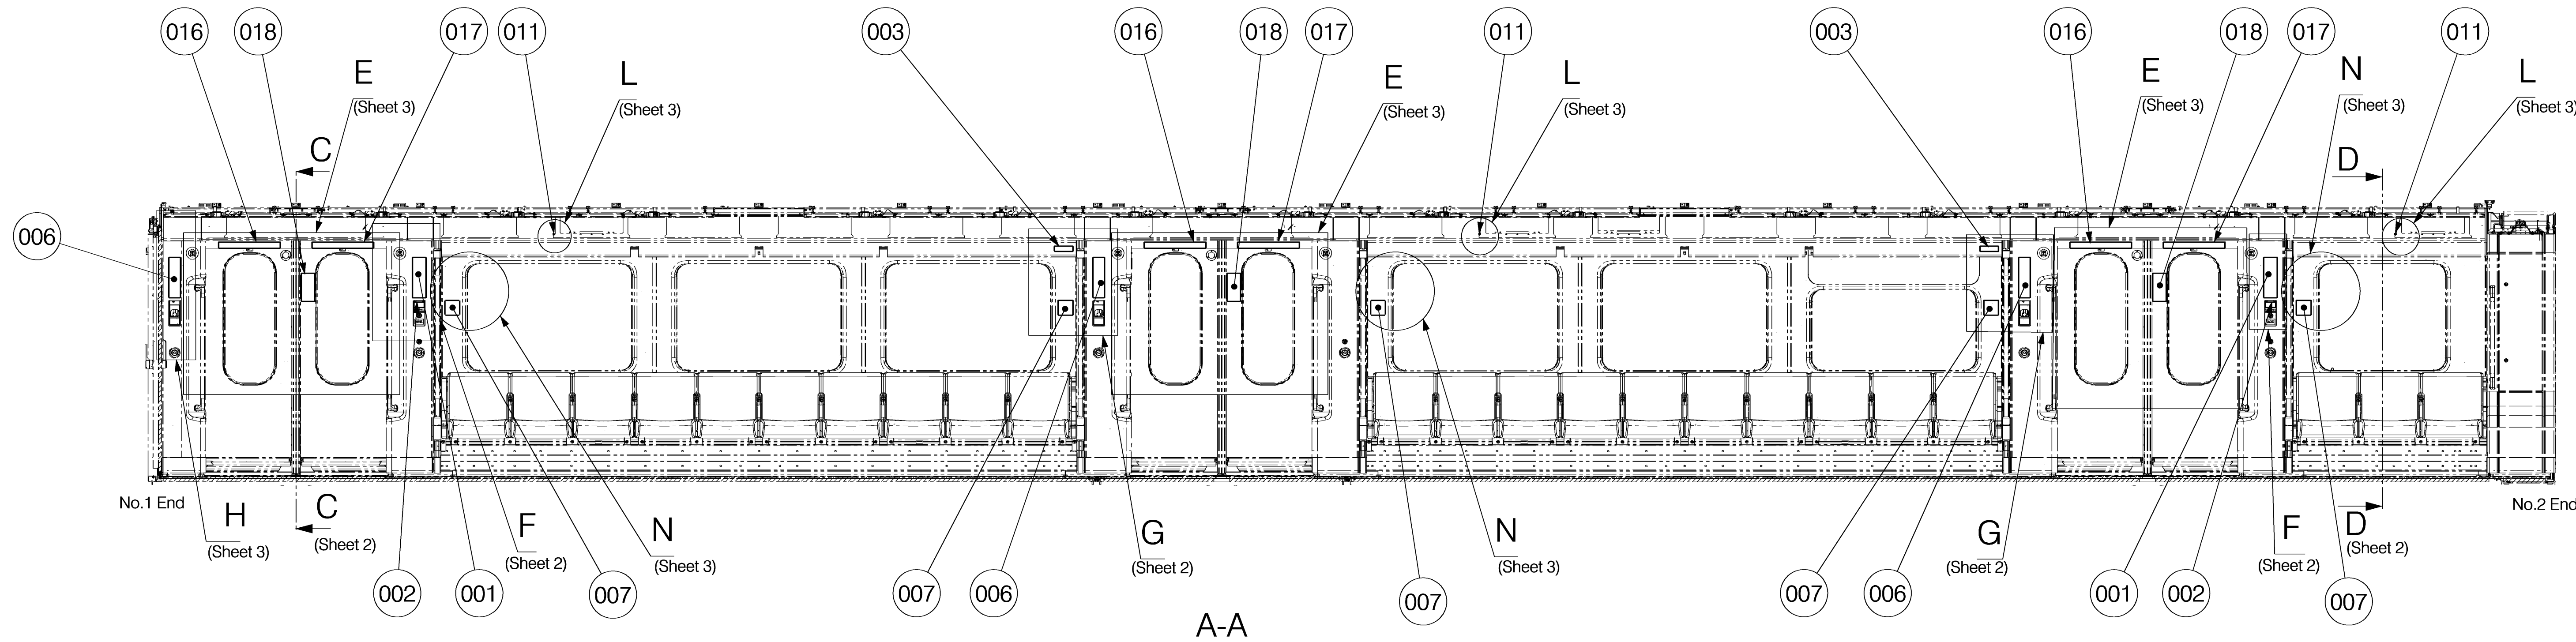 016
018
017
011
003
016
018
017
011
003
016
018
017
011
E
(Sheet 3)
L
(Sheet 3)
E
(Sheet 3)
L
(Sheet 3)
E
(Sheet 3)
N
(Sheet 3)
L
(Sheet 3)
C
D
006
No.1 End
No.2 End
H
(Sheet 3)
C
(Sheet 2)
F
(Sheet 2)
N
(Sheet 3)
G
(Sheet 2)
N
(Sheet 3)
G
(Sheet 2)
F
(Sheet 2)
D
(Sheet 2)
002
001
007
007
006
007
007
006
001
002
007
A-A